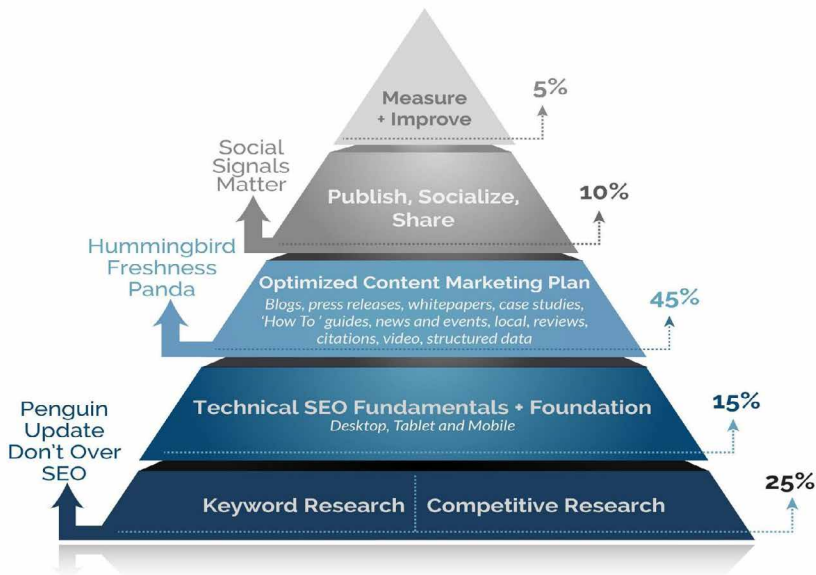 Measure
+ Improve
5%
Social
Signals
Matter
Publish, Socialize,
Share
10%
Hummingbird
Freshness
Panda
Optimized Content Marketing Plan
Blogs, press releases, whitepapers, case studies,
‘How To ’ guides, news and events, local, reviews,
citations, video, structured data
45%
Penguin
Update
Don’t Over
SEO
Technical SEO Fundamentals + Foundation
Desktop, Tablet and Mobile
15%
Keyword Research
Competitive Research
25%